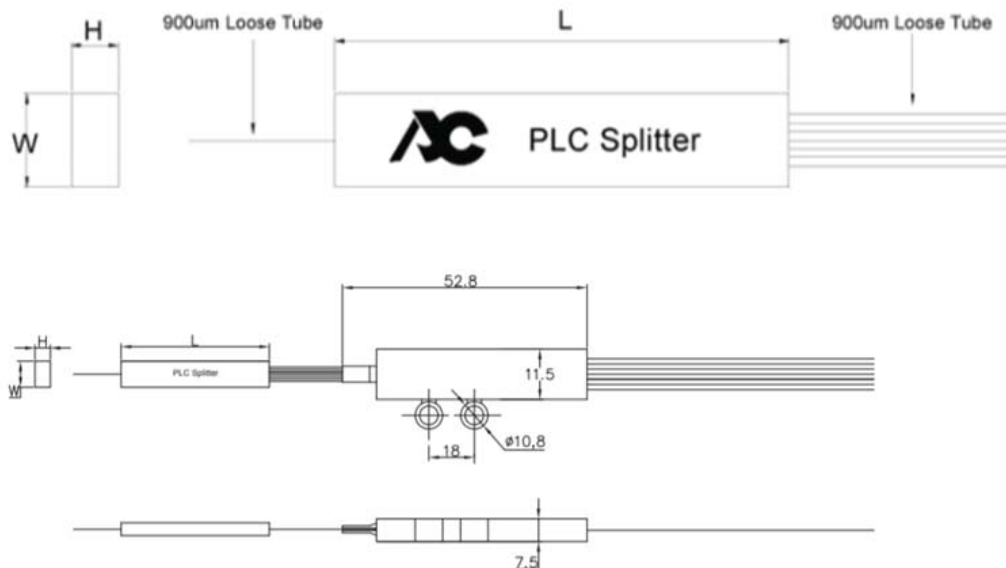 900um Loose Tube
H
L
900um Loose Tube
W
AC PLC Splitter
52.8
H
L
PLC Splitter
W
11.5
18
ø10,8
7.5